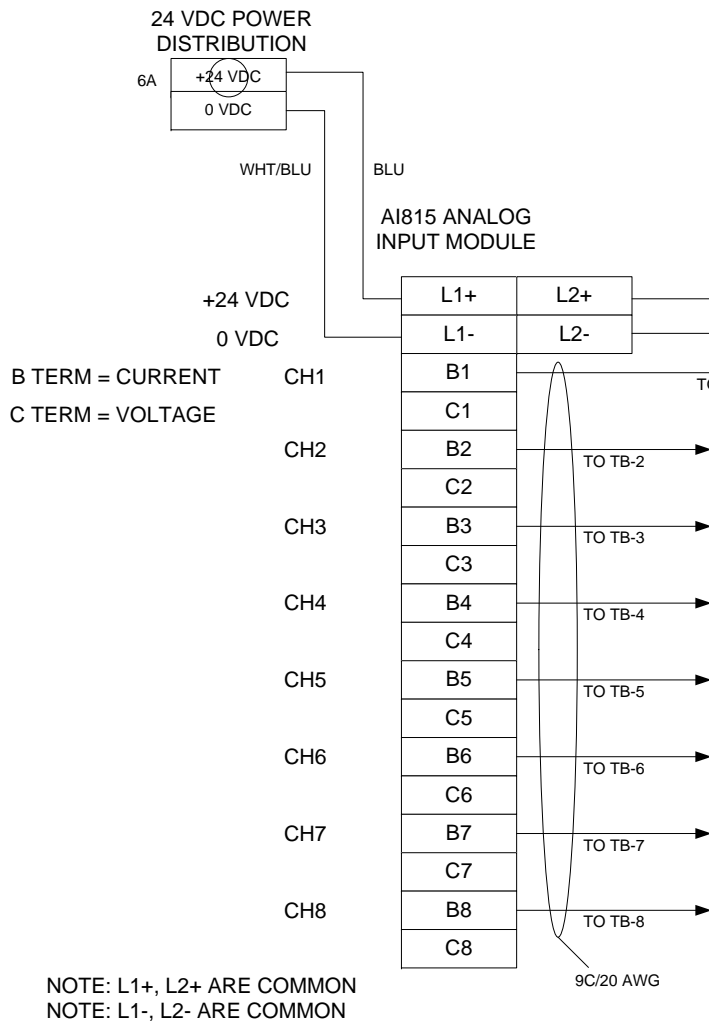 24 VDC POWER
DISTRIBUTION
6A
+24 VDC
0 VDC
WHT/BLU
BLU
AI815 ANALOG
INPUT MODULE
+24 VDC
L1+
L2+
0 VDC
L1-
L2-
B TERM = CURRENT
CH1
B1
C TERM = VOLTAGE
C1
CH2
B2
TO TB-2
C2
CH3
B3
TO TB-3
C3
CH4
B4
TO TB-4
C4
CH5
B5
TO TB-5
C5
CH6
B6
TO TB-6
C6
CH7
B7
TO TB-7
C7
CH8
B8
TO TB-8
C8
9C/20 AWG
NOTE: L1+, L2+ ARE COMMON
NOTE: L1-, L2- ARE COMMON